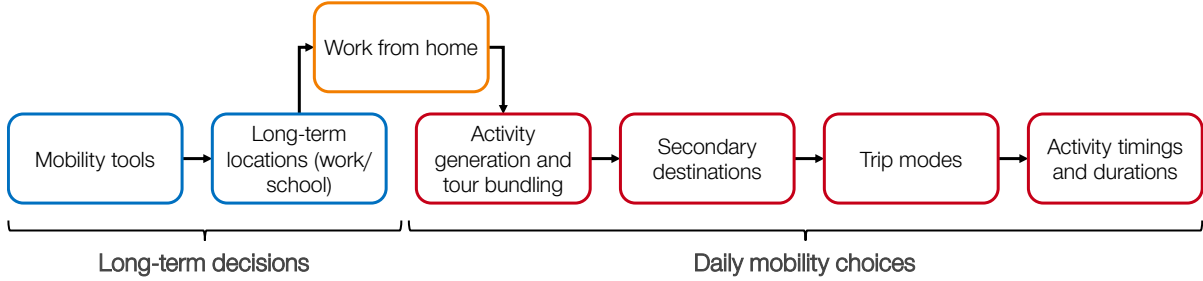 Work from home
Mobility tools
Long-term
locations (work/
school)
Activity
generation and
tour bundling
Secondary
destinations
Trip modes
Activity timings
and durations
Long-term decisions
Daily mobility choices